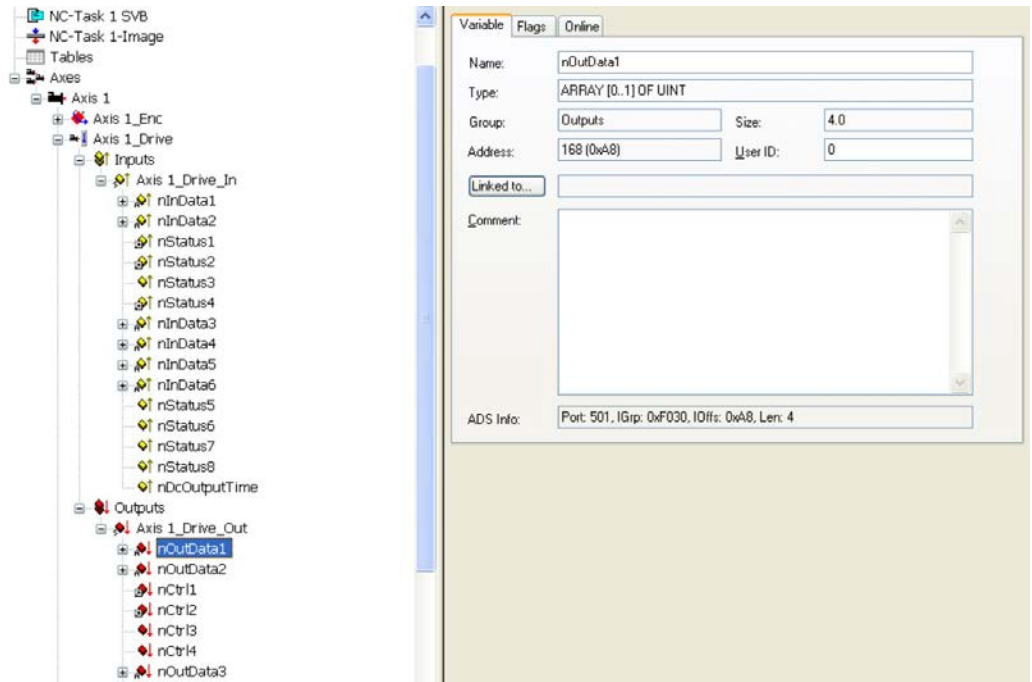 NC-Task 1 SVB
NC-Task 1-Image
Tables
Axes
Axis 1
Axis 1_Enc
Axis 1_Drive
Inputs
Axis 1_Drive_In
nInData1
nInData2
nStatus1
nStatus2
nStatus3
nStatus4
nInData3
nInData4
nInData5
nInData6
nStatus5
nStatus6
nStatus7
nStatus8
nDcOutputTime
Outputs
Axis 1_Drive_Out
nOutData1
nOutData2
nCtrl1
nCtrl2
nCtrl3
nCtrl4
nOutData3
Variable Flags Online
Name: nOutData1
Type: ARRAY [0..1] OF UINT
Group: Outputs Size: 4.0
Address: 168 (0xA8) User ID: 0
Linked to...
Comment:
ADS Info: Port: 501, IGrp: 0xF030, IOffs: 0xA8, Len: 4